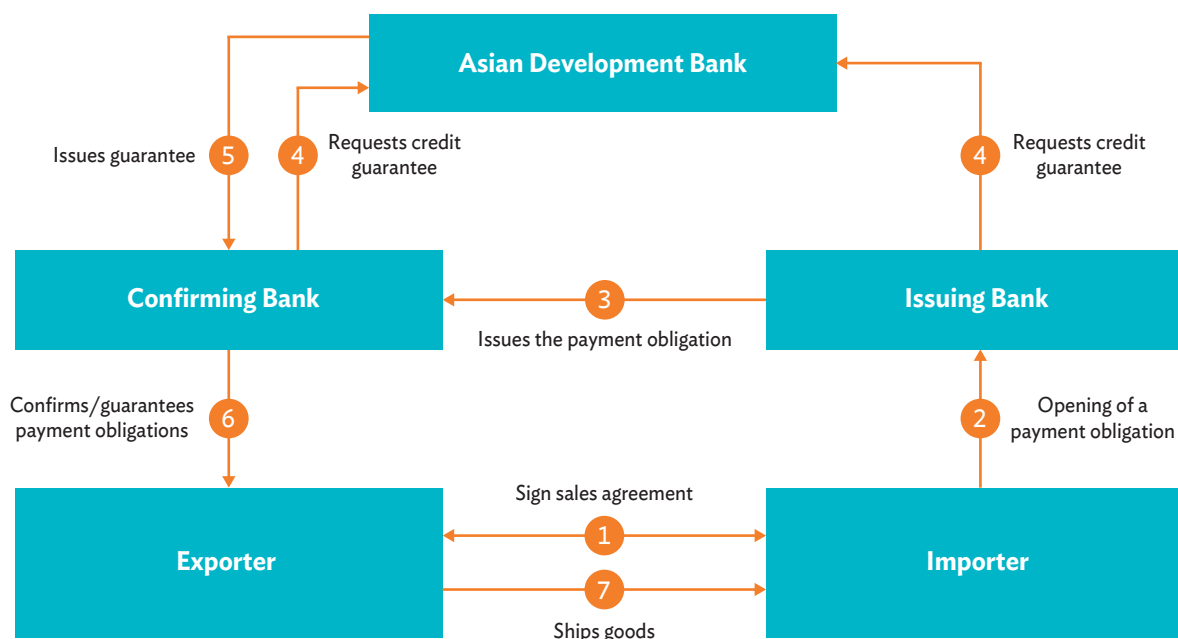 Asian Development Bank
Issues guarantee
5
4
Requests credit
guarantee
4
Requests credit
guarantee
Confirming Bank
3
Issues the payment obligation
Issuing Bank
Confirms/guarantees
payment obligations
6
2
Opening of a
payment obligation
Exporter
Sign sales agreement
1
7
Ships goods
Importer